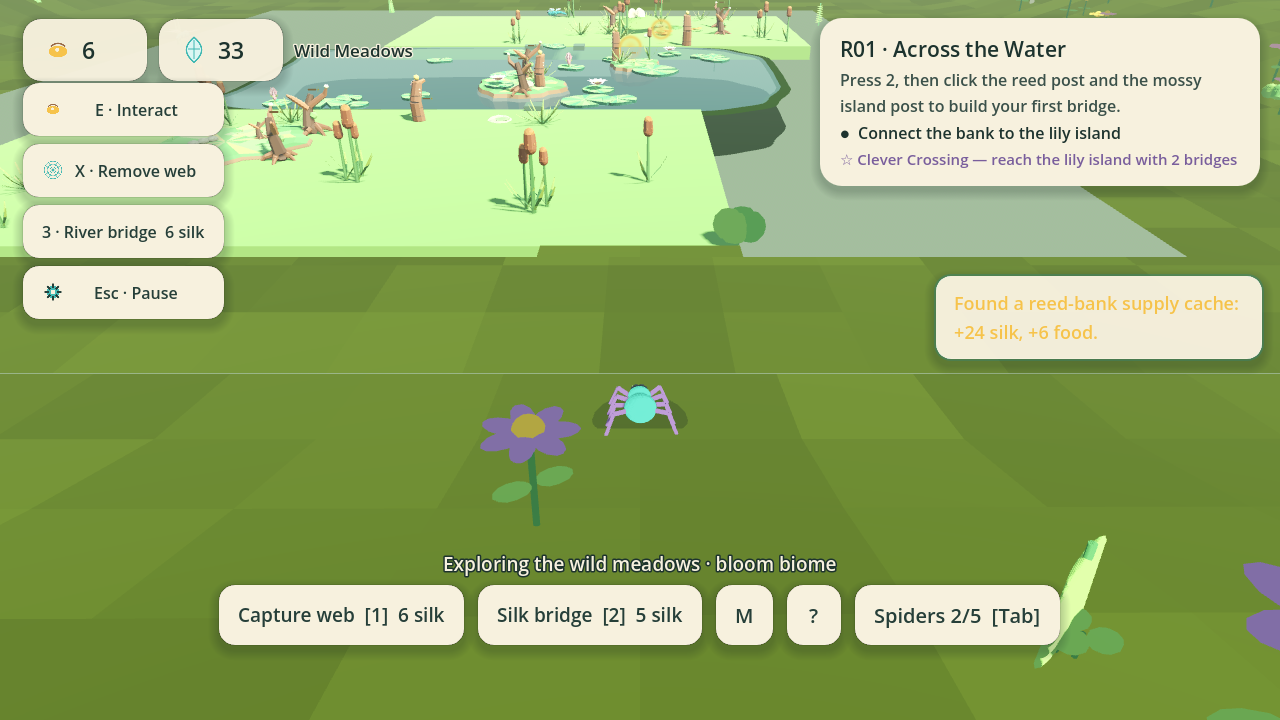 6
33
Wild Meadows
E · Interact
X · Remove web
3 · River bridge 6 silk
Esc · Pause
R01 · Across the Water
Press 2, then click the reed post and the mossy
island post to build your first bridge.
● Connect the bank to the lily island
☆ Clever Crossing — reach the lily island with 2 bridges
Found a reed-bank supply cache:
+24 silk, +6 food.
Exploring the wild meadows · bloom biome
Capture web [1] 6 silk
Silk bridge [2] 5 silk
M
?
Spiders 2/5 [Tab]